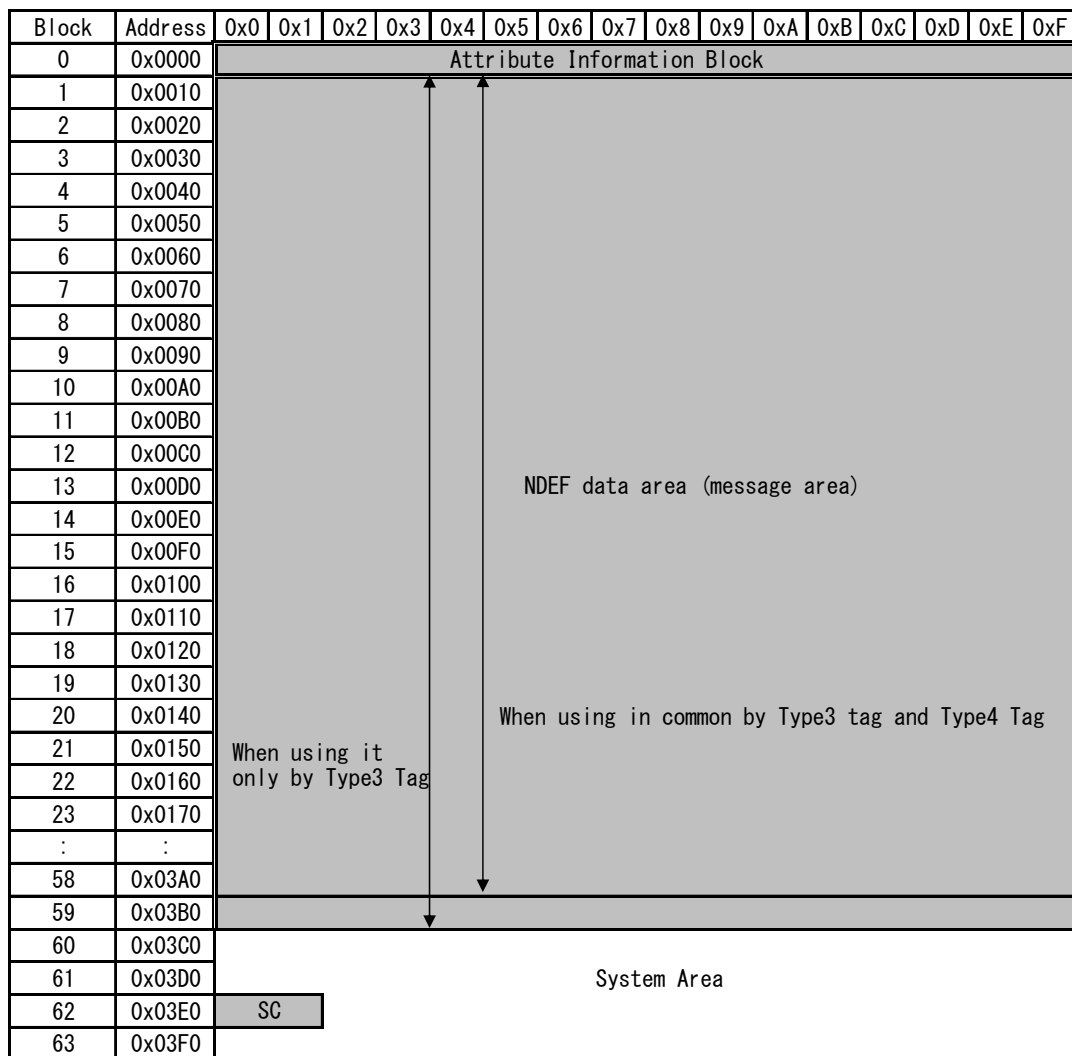 Block Address 0x0 0x1 0x2 0x3 0x4 0x5 0x6 0x7 0x8 0x9 0xA 0xB 0xC 0xD 0xE 0xF
0 0x0000 Attribute Information Block
1 0x0010
2 0x0020
3 0x0030
4 0x0040
5 0x0050
6 0x0060
7 0x0070
8 0x0080
9 0x0090
10 0x00A0
11 0x00B0
12 0x00C0
13 0x00D0 NDEF data area (message area)
14 0x00E0
15 0x00F0
16 0x0100
17 0x0110
18 0x0120
19 0x0130
20 0x0140 When using in common by Type3 tag and Type4 Tag
21 0x0150 When using it
22 0x0160 only by Type3 Tag
23 0x0170
: :
58 0x03A0
59 0x03B0
60 0x03C0
61 0x03D0 System Area
62 0x03E0 SC
63 0x03F0